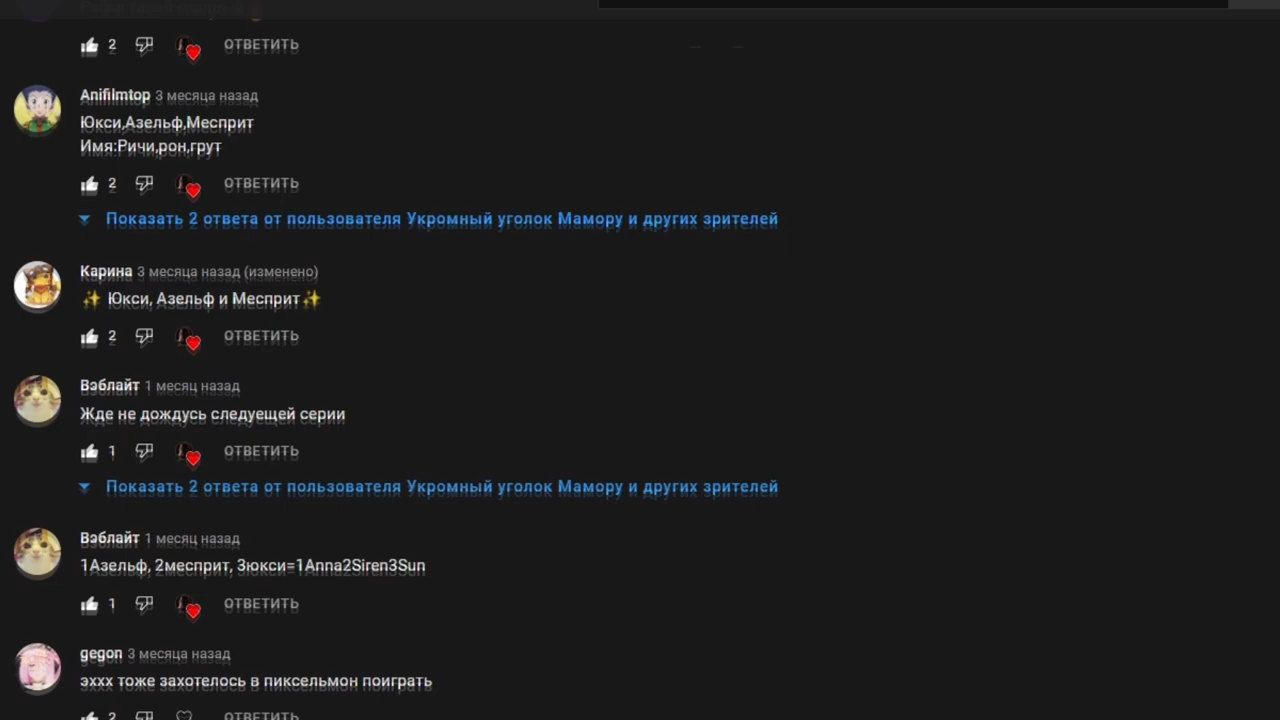 2 ОТВЕТИТЬ
Anifilmtop 3 месяца назад
Юкси,Азельф,Месприт
Имя:Ричи,рон,грут
2 ОТВЕТИТЬ
Показать 2 ответа от пользователя Укромный уголок Мамору и других зрителей
Карина 3 месяца назад (изменено)
✨ Юкси, Азельф и Месприт✨
2 ОТВЕТИТЬ
Вэблайт 1 месяц назад
Жде не дождусь следуещей серии
1 ОТВЕТИТЬ
Показать 2 ответа от пользователя Укромный уголок Мамору и других зрителей
Вэблайт 1 месяц назад
1Азельф, 2месприт, 3юкси=1Anna2Siren3Sun
1 ОТВЕТИТЬ
gegon 3 месяца назад
эххх тоже захотелось в пиксельмон поиграть
2 ОТВЕТИТЬ